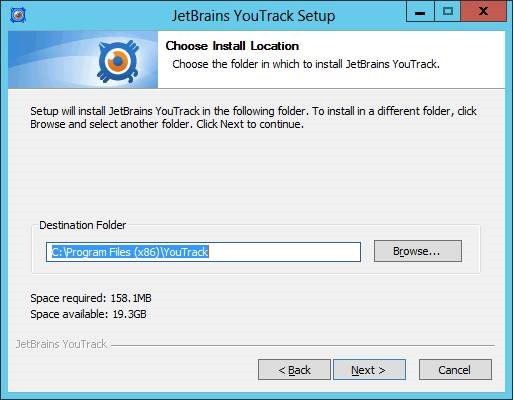 JetBrains YouTrack Setup
Choose Install Location
Choose the folder in which to install JetBrains YouTrack.
Setup will install JetBrains YouTrack in the following folder. To install in a different folder, click
Browse and select another folder. Click Next to continue.
Destination Folder
C:\Program Files (x86)\YouTrack
Browse...
Space required: 158.1MB
Space available: 19.3GB
JetBrains YouTrack
< Back
Next >
Cancel